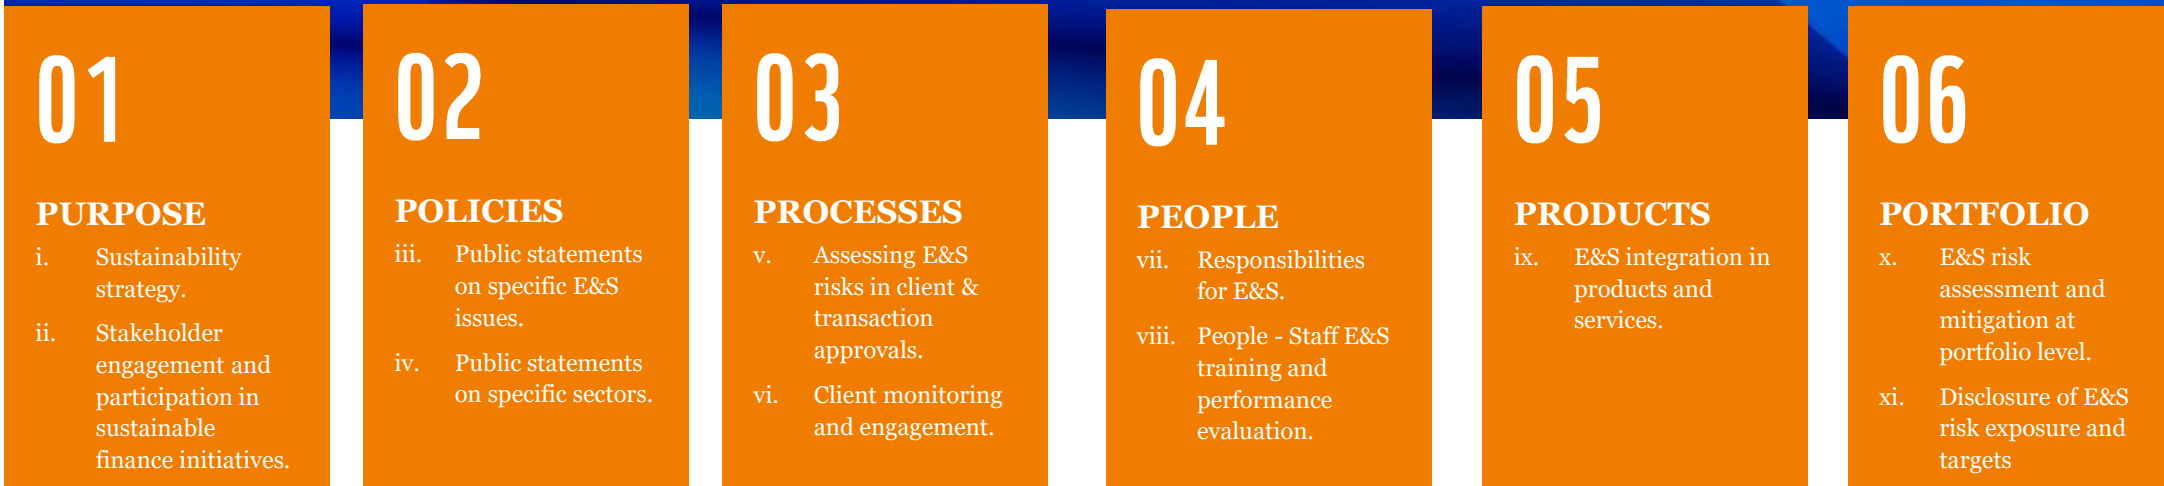 01
PURPOSE
i. Sustainability
strategy.
ii. Stakeholder
engagement and
participation in
sustainable
finance initiatives.
02
POLICIES
iii. Public statements
on specific E&S
issues.
iv. Public statements
on specific sectors.
03
PROCESSES
v. Assessing E&S
risks in client &
transaction
approvals.
vi. Client monitoring
and engagement.
04
PEOPLE
vii. Responsibilities
for E&S.
viii. People - Staff E&S
training and
performance
evaluation.
05
PRODUCTS
ix. E&S integration in
products and
services.
06
PORTFOLIO
x. E&S risk
assessment and
mitigation at
portfolio level.
xi. Disclosure of E&S
risk exposure and
targets